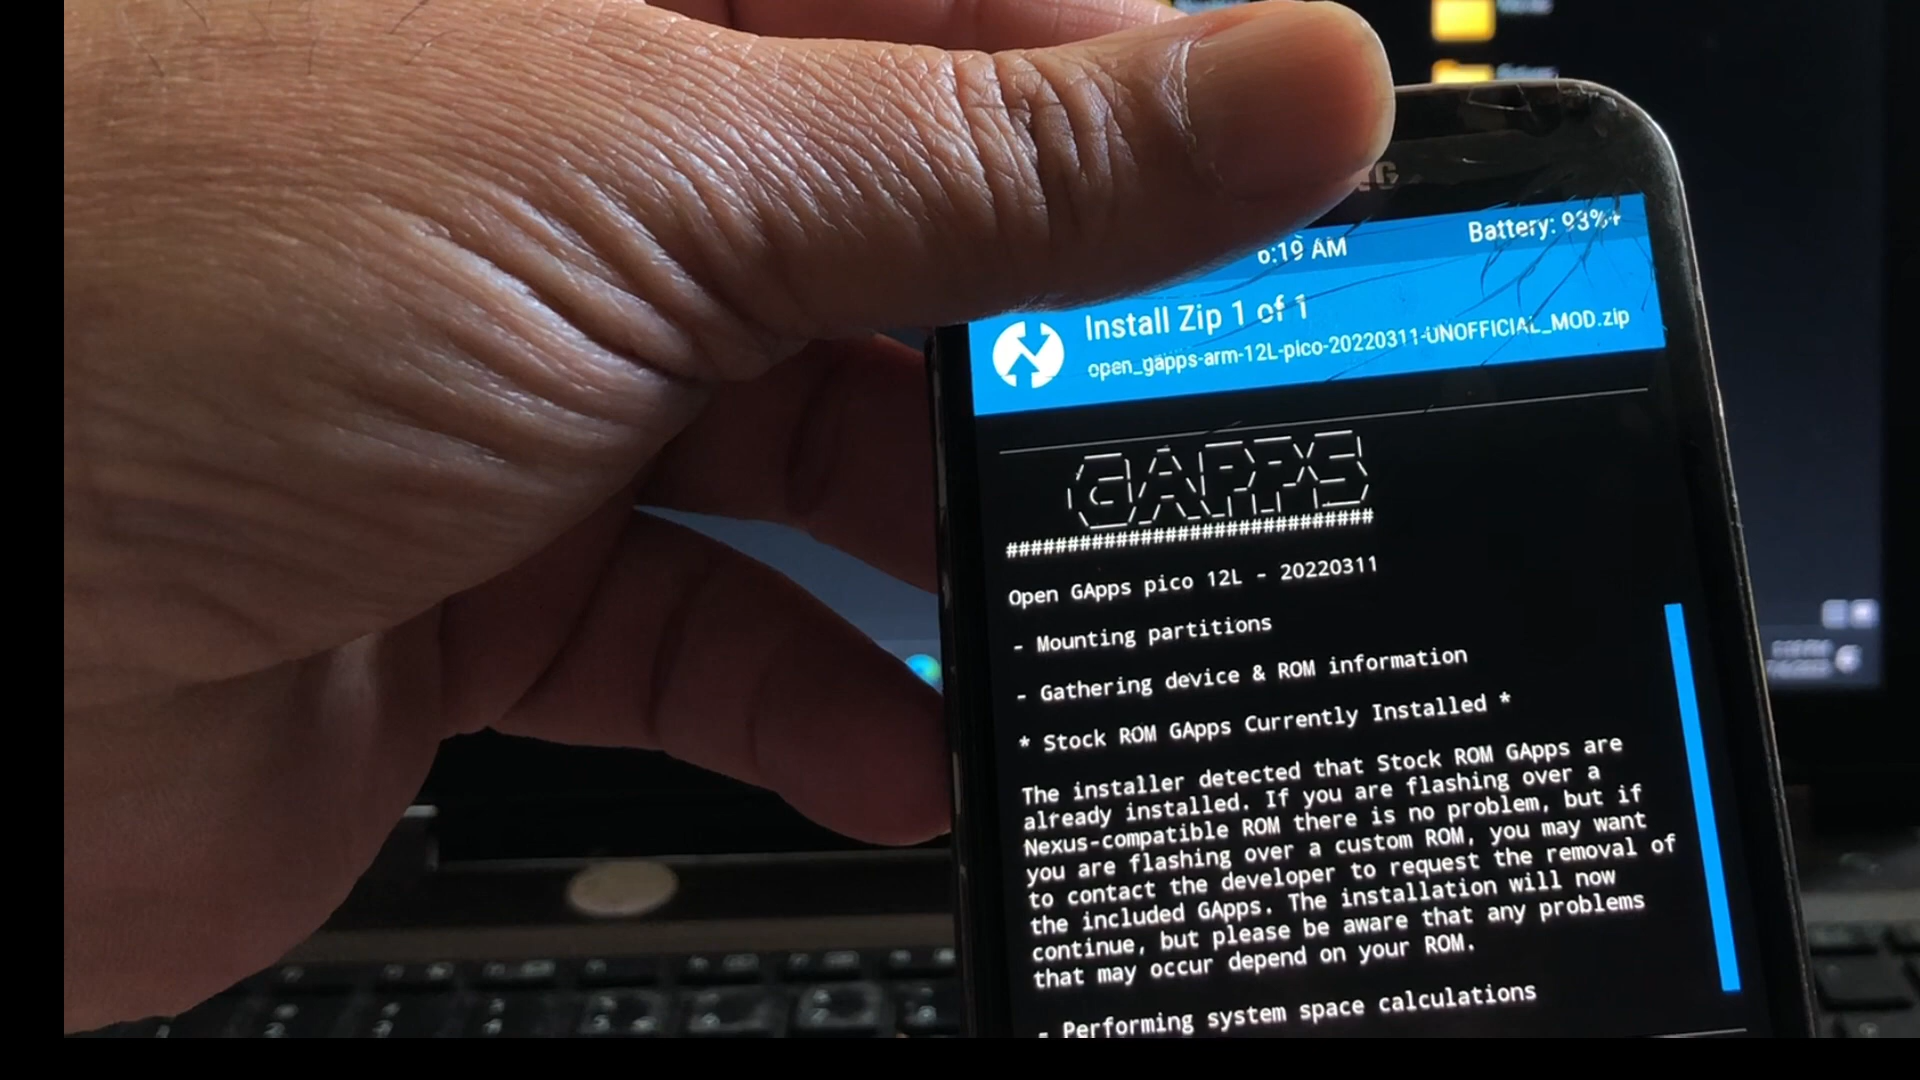 6:19 AM
Battery: 93%+
Install Zip 1 of 1
open_gapps-arm-12L-pico-20220311-UNOFFICIAL_MOD.zip
GAPPS
##############################
Open GApps pico 12L - 20220311
- Mounting partitions
- Gathering device & ROM information
* Stock ROM GApps Currently Installed *
The installer detected that Stock ROM GApps are
already installed. If you are flashing over a
Nexus-compatible ROM there is no problem, but if
you are flashing over a custom ROM, you may want
to contact the developer to request the removal of
the included GApps. The installation will now
continue, but please be aware that any problems
that may occur depend on your ROM.
- Performing system space calculations